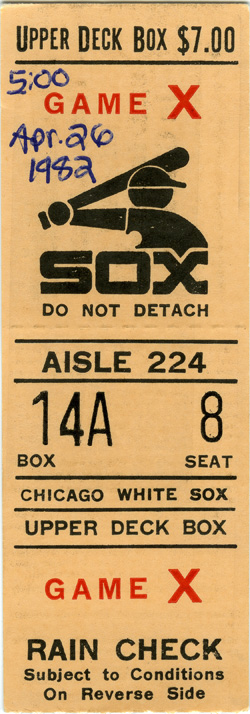 UPPER DECK BOX $7.00
5:00
GAME X
Apr. 26
1982
SOX
DO NOT DETACH
AISLE 224
14A 8
BOX SEAT
CHICAGO WHITE SOX
UPPER DECK BOX
GAME X
RAIN CHECK
Subject to Conditions
On Reverse Side